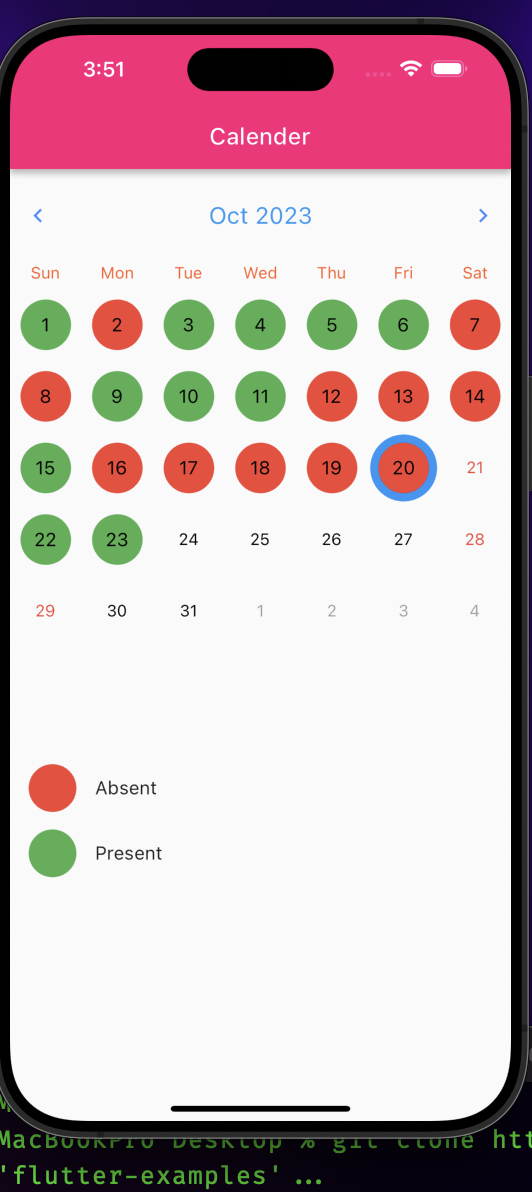 3:51
Calender
Oct 2023
Sun Mon Tue Wed Thu Fri Sat
1 2 3 4 5 6 7
8 9 10 11 12 13 14
15 16 17 18 19 20 21
22 23 24 25 26 27 28
29 30 31 1 2 3 4
Absent
Present
MacBookPro Desktop % git clone htt
'flutter-examples' ...